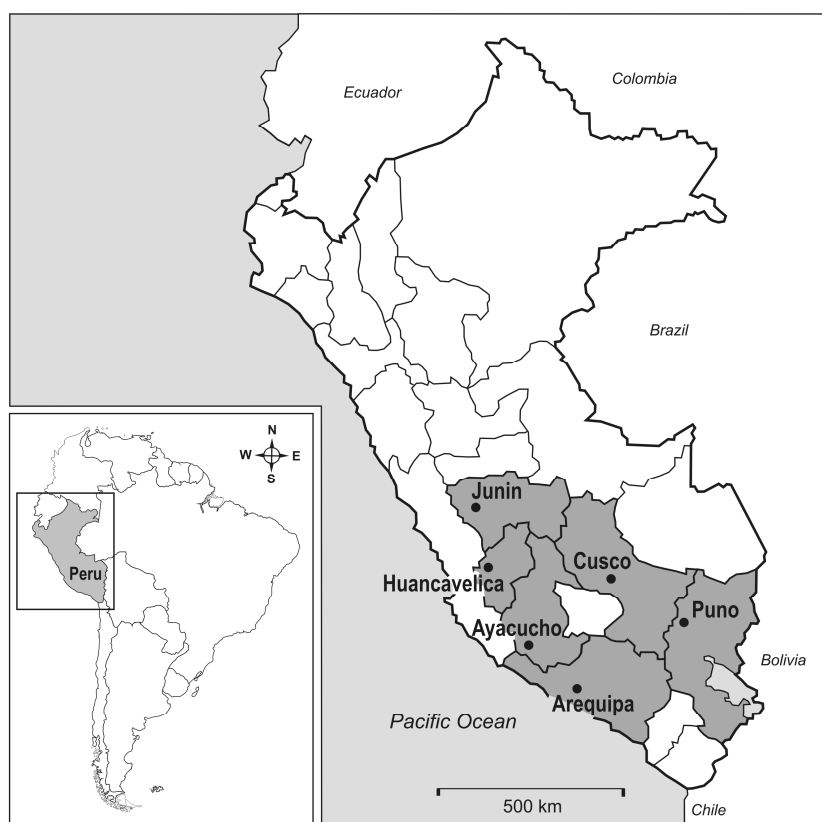 Ecuador
Colombia
Brazil
Junin
Huancavelica
Cusco
Puno
Ayacucho
Arequipa
Bolivia
Pacific Ocean
500 km
Chile
N
W E
S
Peru